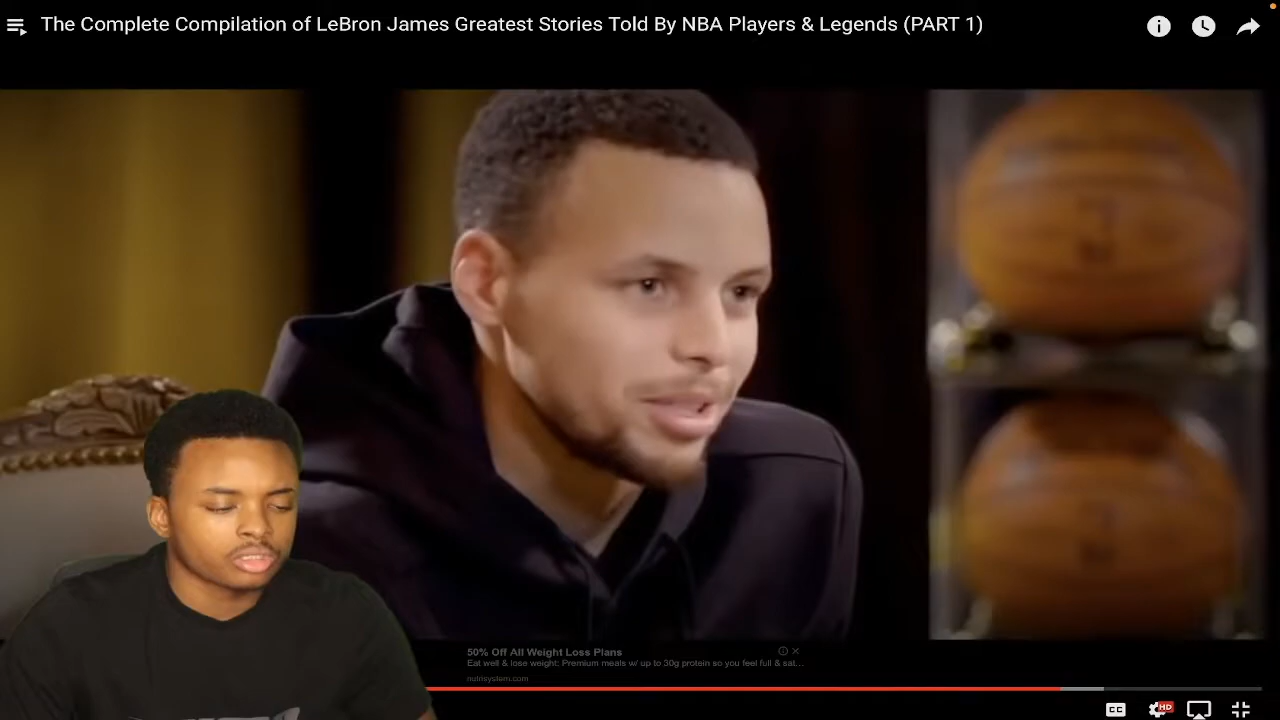 The Complete Compilation of LeBron James Greatest Stories Told By NBA Players & Legends (PART 1)
50% Off All Weight Loss Plans
Eat well & lose weight: Premium meals w/ up to 30g protein so you feel full & sat...
nutrisystem.com
CC
HD